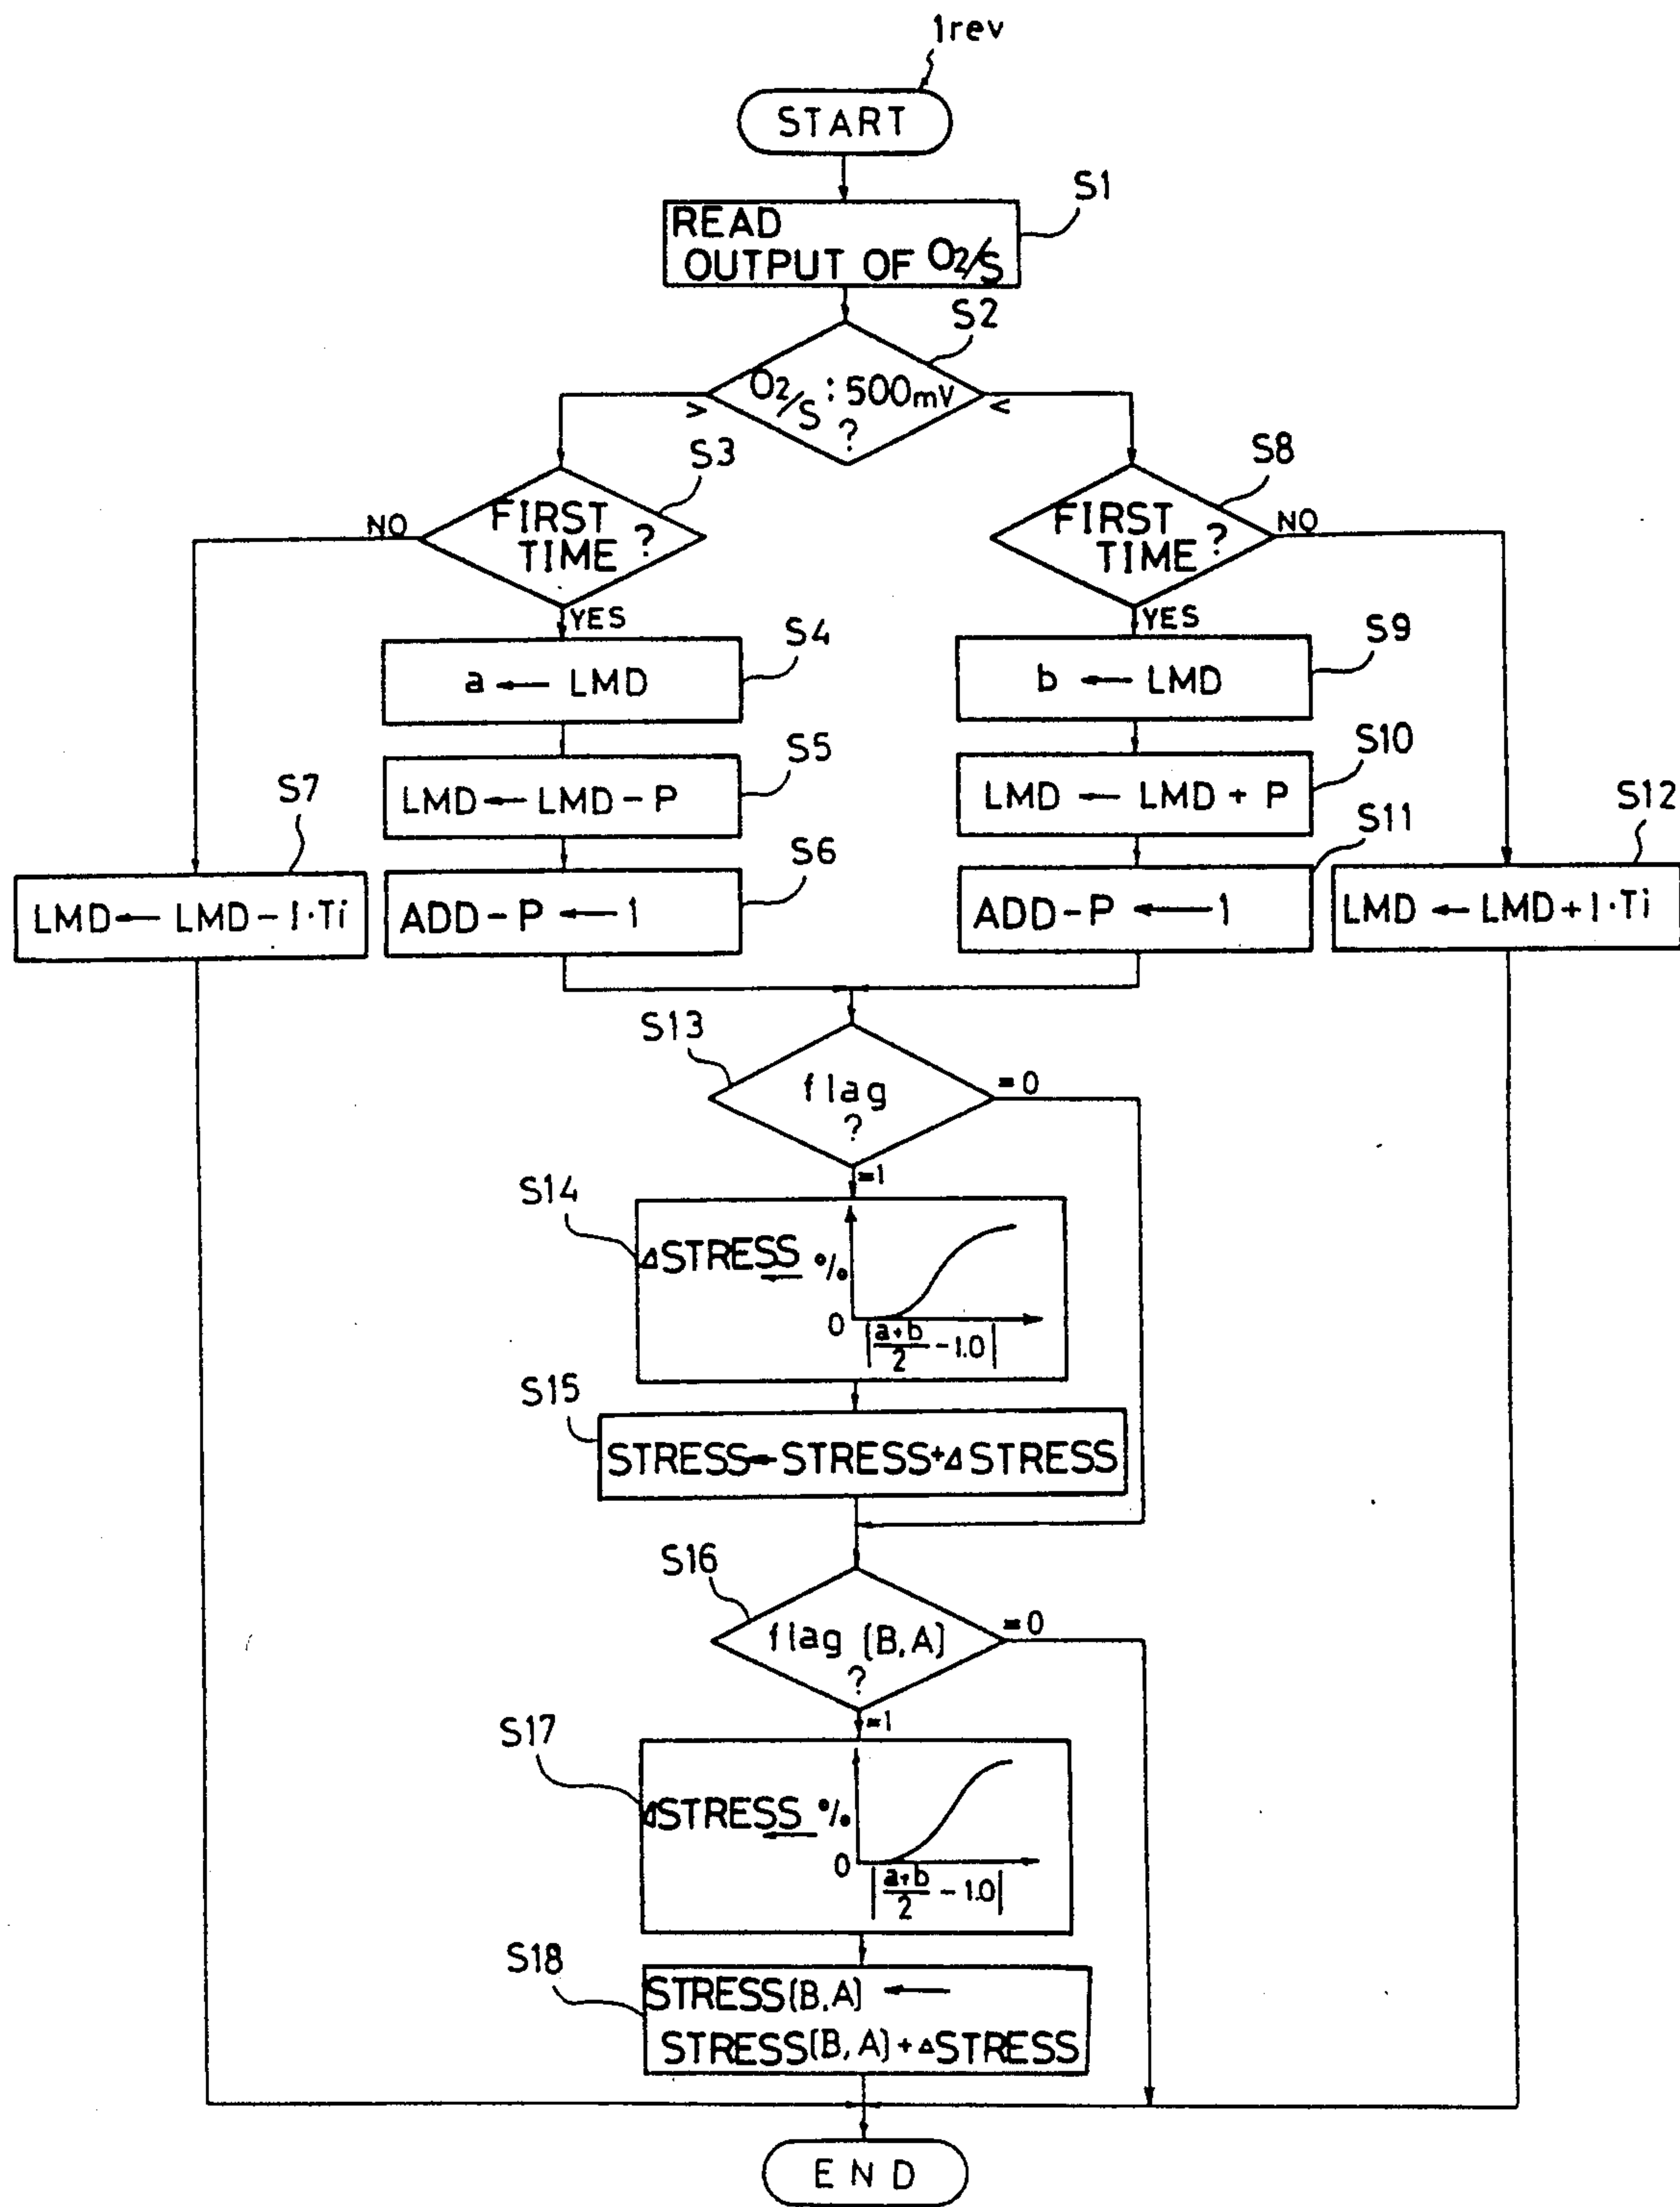 1rev
START
S1
READ
OUTPUT OF O2/S
S2
O2/S : 500mV
?
> <
S3
FIRST
TIME ?
NO
YES
S8
FIRST
TIME ?
NO
YES
S4
a ← LMD
S9
b ← LMD
S5
LMD ← LMD - P
S10
LMD ← LMD + P
S7
LMD ← LMD - I·Ti
S6
ADD-P ← 1
S11
ADD-P ← 1
S12
LMD ← LMD + I·Ti
S13
flag
?
=0
=1
S14
ΔSTRESS ← %
0
|a+b/2 - 1.0|
S15
STRESS ← STRESS + ΔSTRESS
S16
flag [B,A]
?
=0
=1
S17
ΔSTRESS ← %
0
|a+b/2 - 1.0|
S18
STRESS[B,A] ←
STRESS[B,A] + ΔSTRESS
END